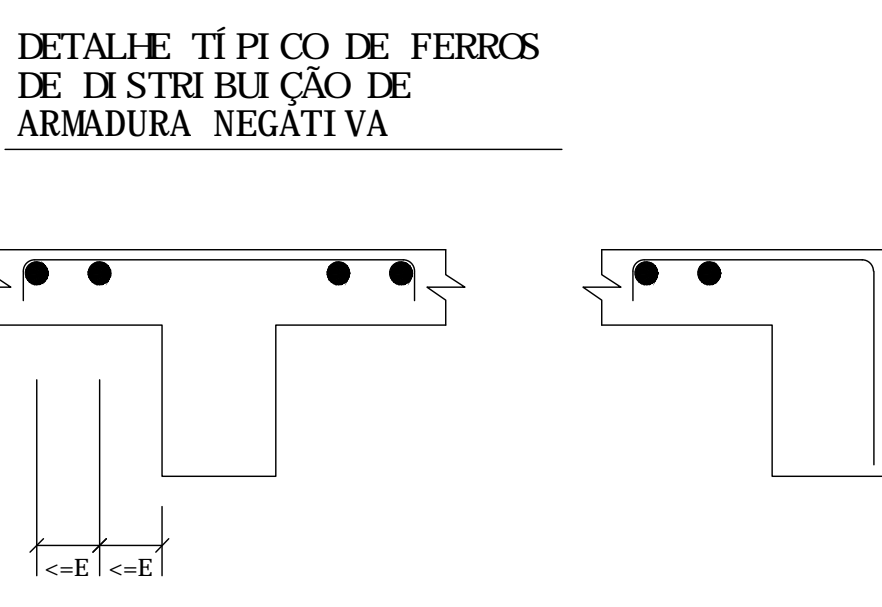 DETALHE TÍPICO DE FERROS
DE DISTRIBUIÇÃO DE
ARMADURA NEGATIVA
<=E <=E